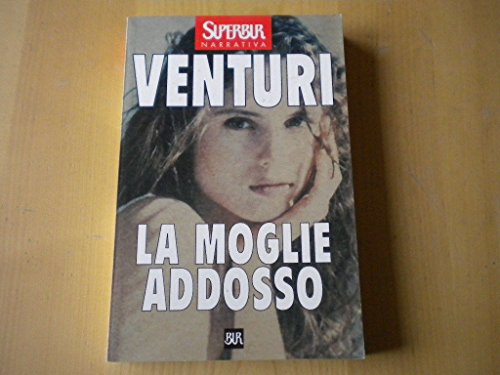 SUPERBUR
NARRATIVA
VENTURI
LA MOGLIE
ADDOSSO
BUR